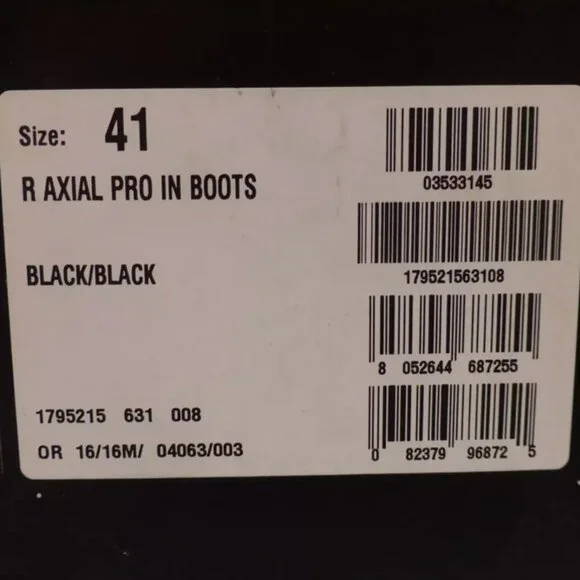 Size: 41
R AXIAL PRO IN BOOTS
BLACK/BLACK
1795215 631 008
OR 16/16M/ 04063/003
03533145
179521563108
8 052644 687255
0 82379 96872 5